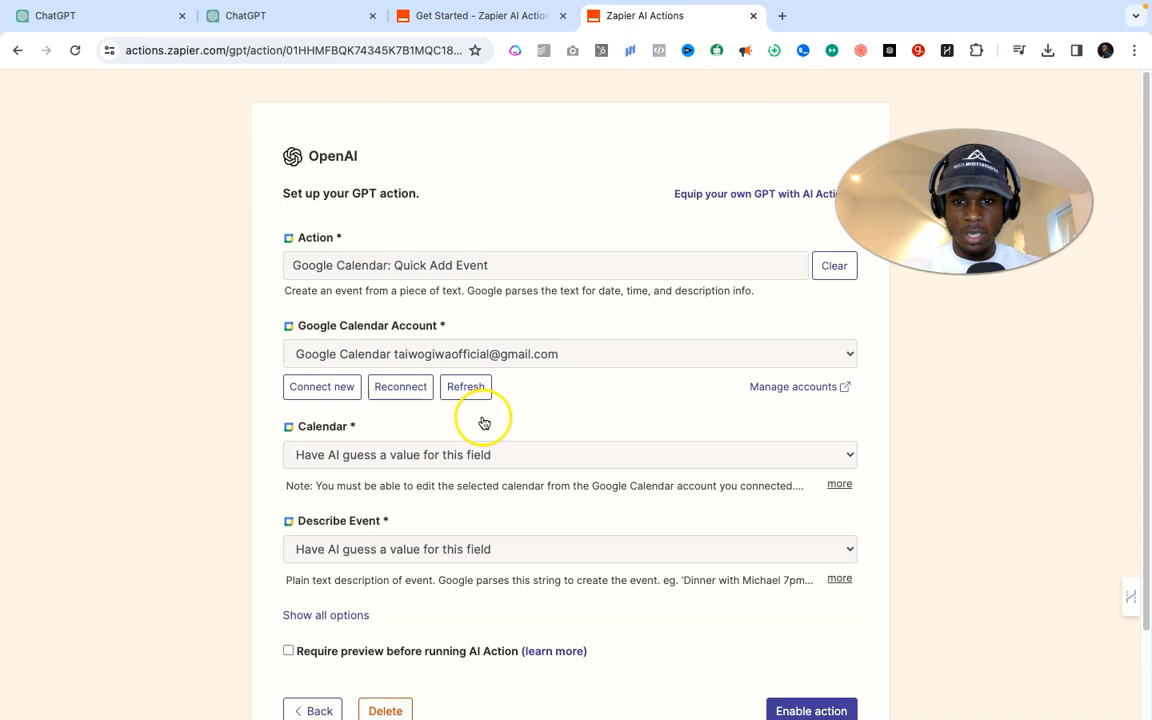 ChatGPT
ChatGPT
Get Started - Zapier AI Action
Zapier AI Actions
actions.zapier.com/gpt/action/01HHMFBQK74345K7B1MQC18...
OpenAI
Set up your GPT action.
Equip your own GPT with AI Actio
Action *
Google Calendar: Quick Add Event
Clear
Create an event from a piece of text. Google parses the text for date, time, and description info.
Google Calendar Account *
Google Calendar taiwogiwaofficial@gmail.com
Connect new
Reconnect
Refresh
Manage accounts
Calendar *
Have AI guess a value for this field
Note: You must be able to edit the selected calendar from the Google Calendar account you connected....
more
Describe Event *
Have AI guess a value for this field
Plain text description of event. Google parses this string to create the event. eg. 'Dinner with Michael 7pm...
more
Show all options
Require preview before running AI Action (learn more)
Back
Delete
Enable action